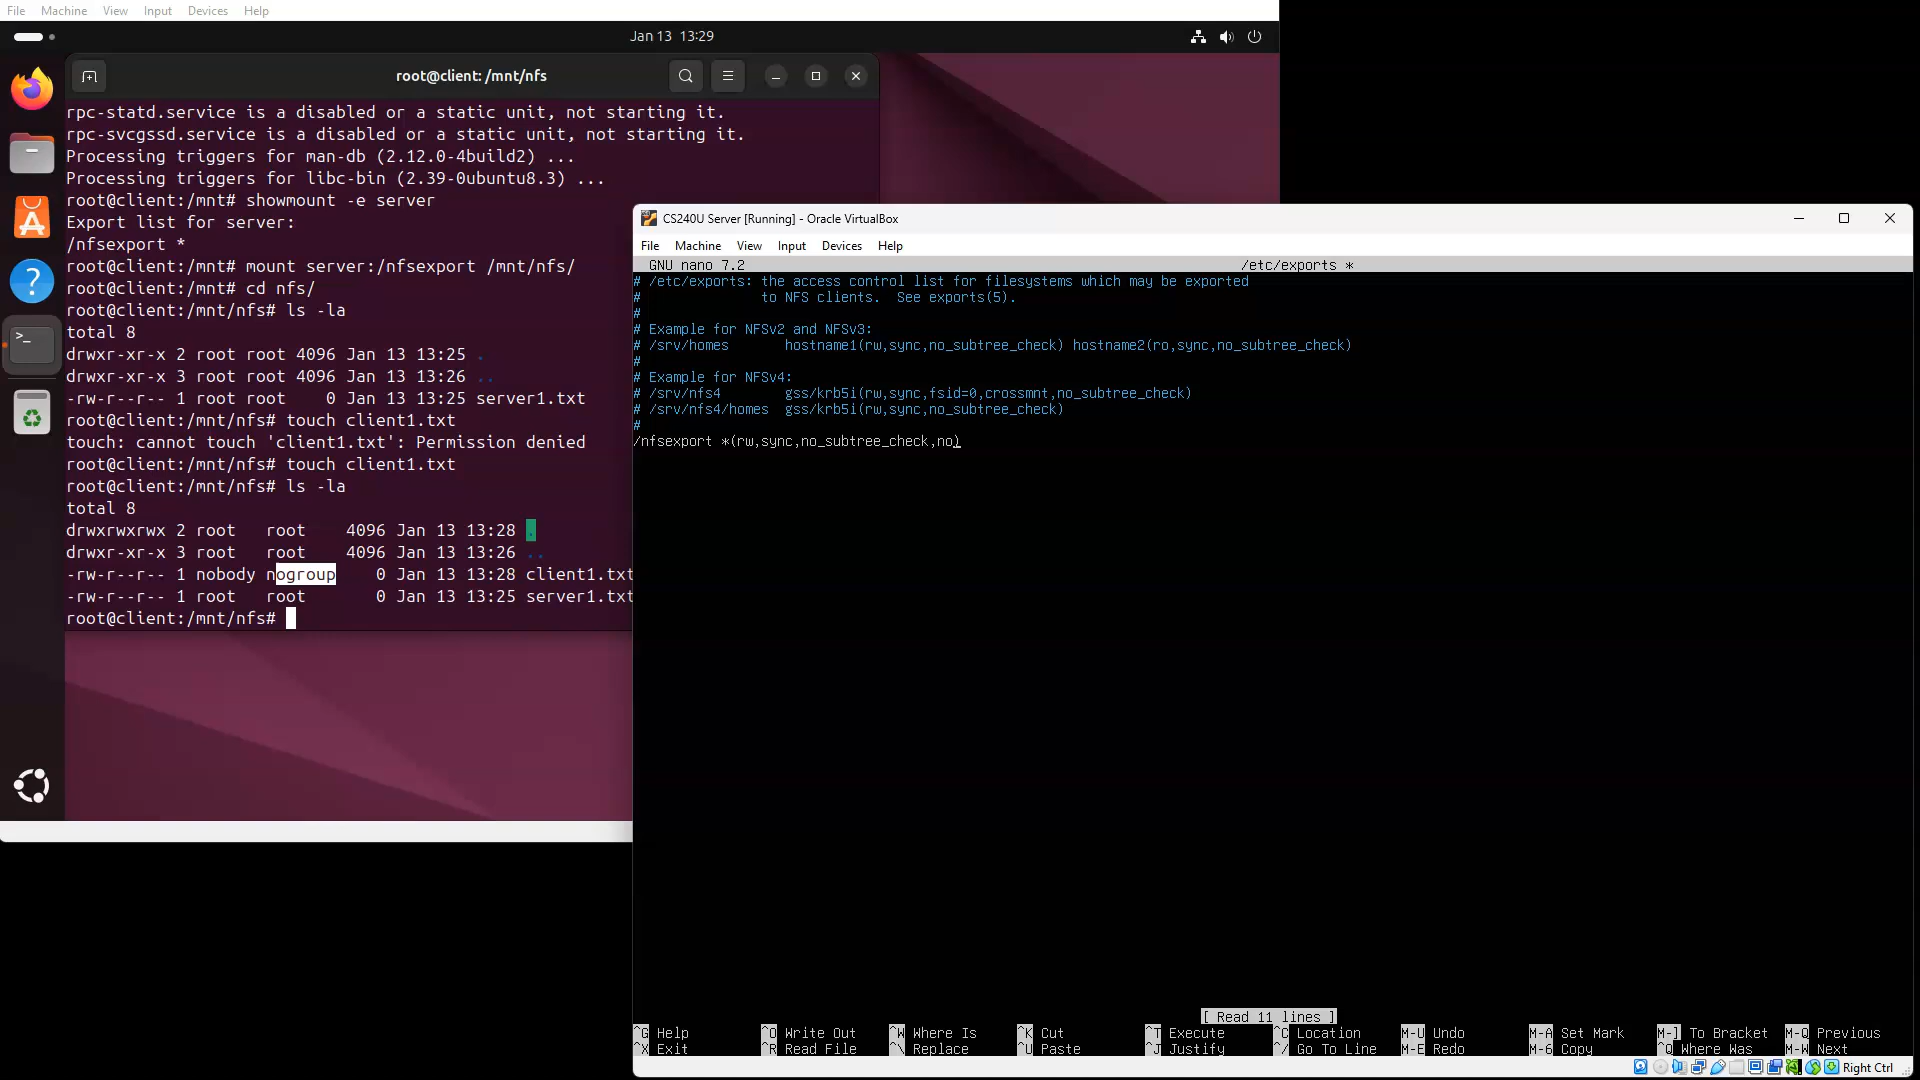 File Machine View Input Devices Help
Jan 13 13:29
root@client: /mnt/nfs
rpc-statd.service is a disabled or a static unit, not starting it.
rpc-svcgssd.service is a disabled or a static unit, not starting it.
Processing triggers for man-db (2.12.0-4build2) ...
Processing triggers for libc-bin (2.39-0ubuntu8.3) ...
root@client:/mnt# showmount -e server
Export list for server:
/nfsexport *
root@client:/mnt# mount server:/nfsexport /mnt/nfs/
root@client:/mnt# cd nfs/
root@client:/mnt/nfs# ls -la
total 8
drwxr-xr-x 2 root root 4096 Jan 13 13:25 .
drwxr-xr-x 3 root root 4096 Jan 13 13:26 ..
-rw-r--r-- 1 root root    0 Jan 13 13:25 server1.txt
root@client:/mnt/nfs# touch client1.txt
touch: cannot touch 'client1.txt': Permission denied
root@client:/mnt/nfs# touch client1.txt
root@client:/mnt/nfs# ls -la
total 8
drwxrwxrwx 2 root   root    4096 Jan 13 13:28 .
drwxr-xr-x 3 root   root    4096 Jan 13 13:26 ..
-rw-r--r-- 1 nobody nogroup    0 Jan 13 13:28 client1.txt
-rw-r--r-- 1 root   root       0 Jan 13 13:25 server1.txt
root@client:/mnt/nfs#
CS240U Server [Running] - Oracle VirtualBox
File Machine View Input Devices Help
GNU nano 7.2 /etc/exports *
# /etc/exports: the access control list for filesystems which may be exported
#               to NFS clients.  See exports(5).
#
# Example for NFSv2 and NFSv3:
# /srv/homes       hostname1(rw,sync,no_subtree_check) hostname2(ro,sync,no_subtree_check)
#
# Example for NFSv4:
# /srv/nfs4        gss/krb5i(rw,sync,fsid=0,crossmnt,no_subtree_check)
# /srv/nfs4/homes  gss/krb5i(rw,sync,no_subtree_check)
#
/nfsexport *(rw,sync,no_subtree_check,no)
[ Read 11 lines ]
^G Help ^O Write Out ^W Where Is ^K Cut ^T Execute ^C Location M-U Undo M-A Set Mark M-] To Bracket M-Q Previous
^X Exit ^R Read File ^\ Replace ^U Paste ^J Justify ^/ Go To Line M-E Redo M-6 Copy ^Q Where Was M-W Next
Right Ctrl